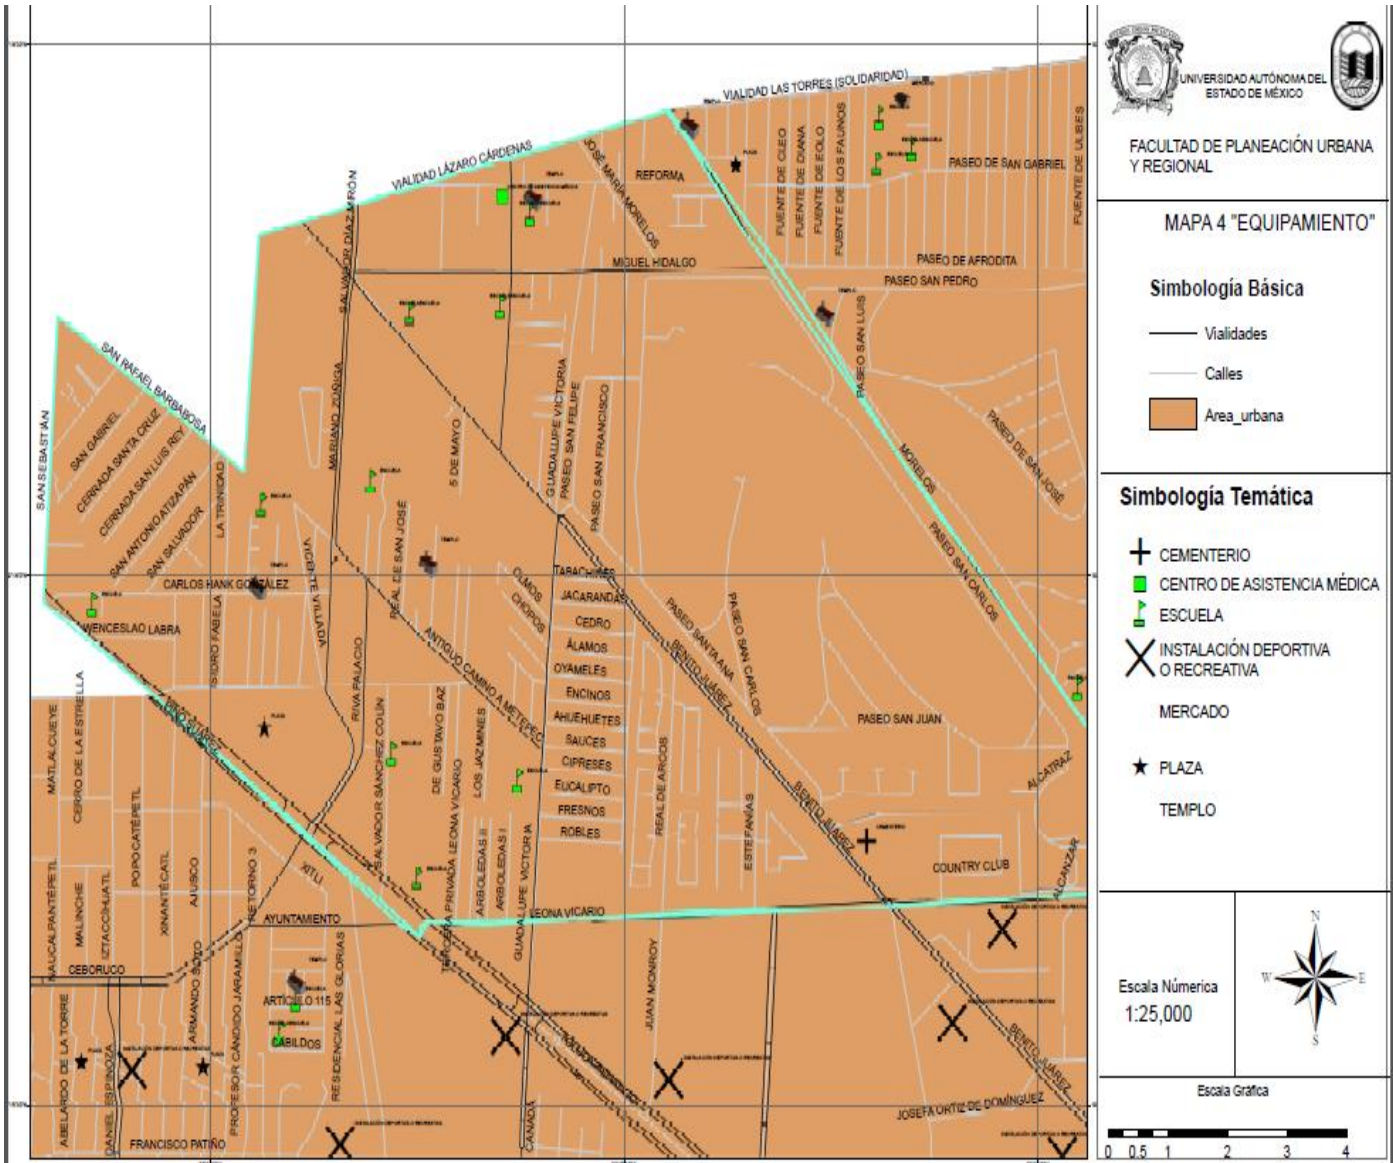 UNIVERSIDAD AUTÓNOMA DEL
ESTADO DE MÉXICO
FACULTAD DE PLANEACIÓN URBANA
Y REGIONAL
MAPA 4 "EQUIPAMIENTO"
Simbología Básica
Vialidades
Calles
Area_urbana
Simbología Temática
CEMENTERIO
CENTRO DE ASISTENCIA MÉDICA
ESCUELA
INSTALACIÓN DEPORTIVA
O RECREATIVA
MERCADO
PLAZA
TEMPLO
Escala Númerica
1:25,000
N
W
E
S
Escala Gráfica
0 0.5 1 2 3 4
VIALIDAD LAS TORRES (SOLIDARIDAD)
VIALIDAD LÁZARO CÁRDENAS
JOSÉ MARÍA MORELOS
REFORMA
FUENTE DE CLEO
FUENTE DE DIANA
FUENTE DE EOLO
FUENTE DE LOS FAUNOS
PASEO DE SAN GABRIEL
FUENTE DE ULISES
SALVADOR DÍAZ MIRÓN
MIGUEL HIDALGO
PASEO DE AFRODITA
PASEO SAN PEDRO
PASEO SAN LUIS
SAN RAFAEL BARBABOSA
SAN SEBASTIÁN
SAN GABRIEL
CERRADA SANTA CRUZ
CERRADA SAN LUIS REY
SAN ANTONIO ATIZAPÁN
SAN SALVADOR
LA TRINIDAD
MARIANO ZÚÑIGA
5 DE MAYO
GUADALUPE VICTORIA
PASEO SAN FELIPE
PASEO SAN FRANCISCO
MORELOS
PASEO DE SAN JOSÉ
PASEO SAN CARLOS
REAL DE SAN JOSÉ
VICENTE VILLADA
CARLOS HANK GONZÁLEZ
WENCESLAO LABRA
ISIDRO FABELA
RIVA PALACIO
ANTIGUO CAMINO A METEPEC
OLMOS
CHOPOS
TABACHINES
JACARANDAS
CEDRO
ÁLAMOS
OYAMELES
ENCINOS
AHUEHUETES
SAUCES
CIPRESES
EUCALIPTO
FRESNOS
ROBLES
PASEO SANTA ANA
BENITO JUÁREZ
PASEO SAN CARLOS
PASEO SAN JUAN
ALCATRAZ
ALCANZAR
BENITO JUÁREZ
CEMENTERIO
COUNTRY CLUB
ESTEFANÍAS
REAL DE ARCOS
MATLALCUEYE
CERRO DE LA ESTRELLA
POPOCATÉPETL
SALVADOR SÁNCHEZ COLÍN
DE GUSTAVO BAZ
TERCERA PRIVADA LEONA VICARIO
LOS JAZMINES
ARBOLEDAS II
ARBOLEDAS I
GUADALUPE VICTORIA
LEONA VICARIO
NAUCALPANTÉPETL
MALINCHE
IZTACCÍHUATL
XINANTÉCATL
AJUSCO
RETORNO 3
XITLI
AYUNTAMIENTO
CEBORUCO
ARMANDO SOTO
PROFESOR CÁNDIDO JARAMILLO
ARTÍCULO 115
CABILDOS
RESIDENCIAL LAS GLORIAS
ABELARDO DE LA TORRE
DANIEL ESPINOZA
FRANCISCO PATIÑO
CANADA
JUAN MONROY
JOSEFA ORTIZ DE DOMÍNGUEZ
BENITO JUÁREZ